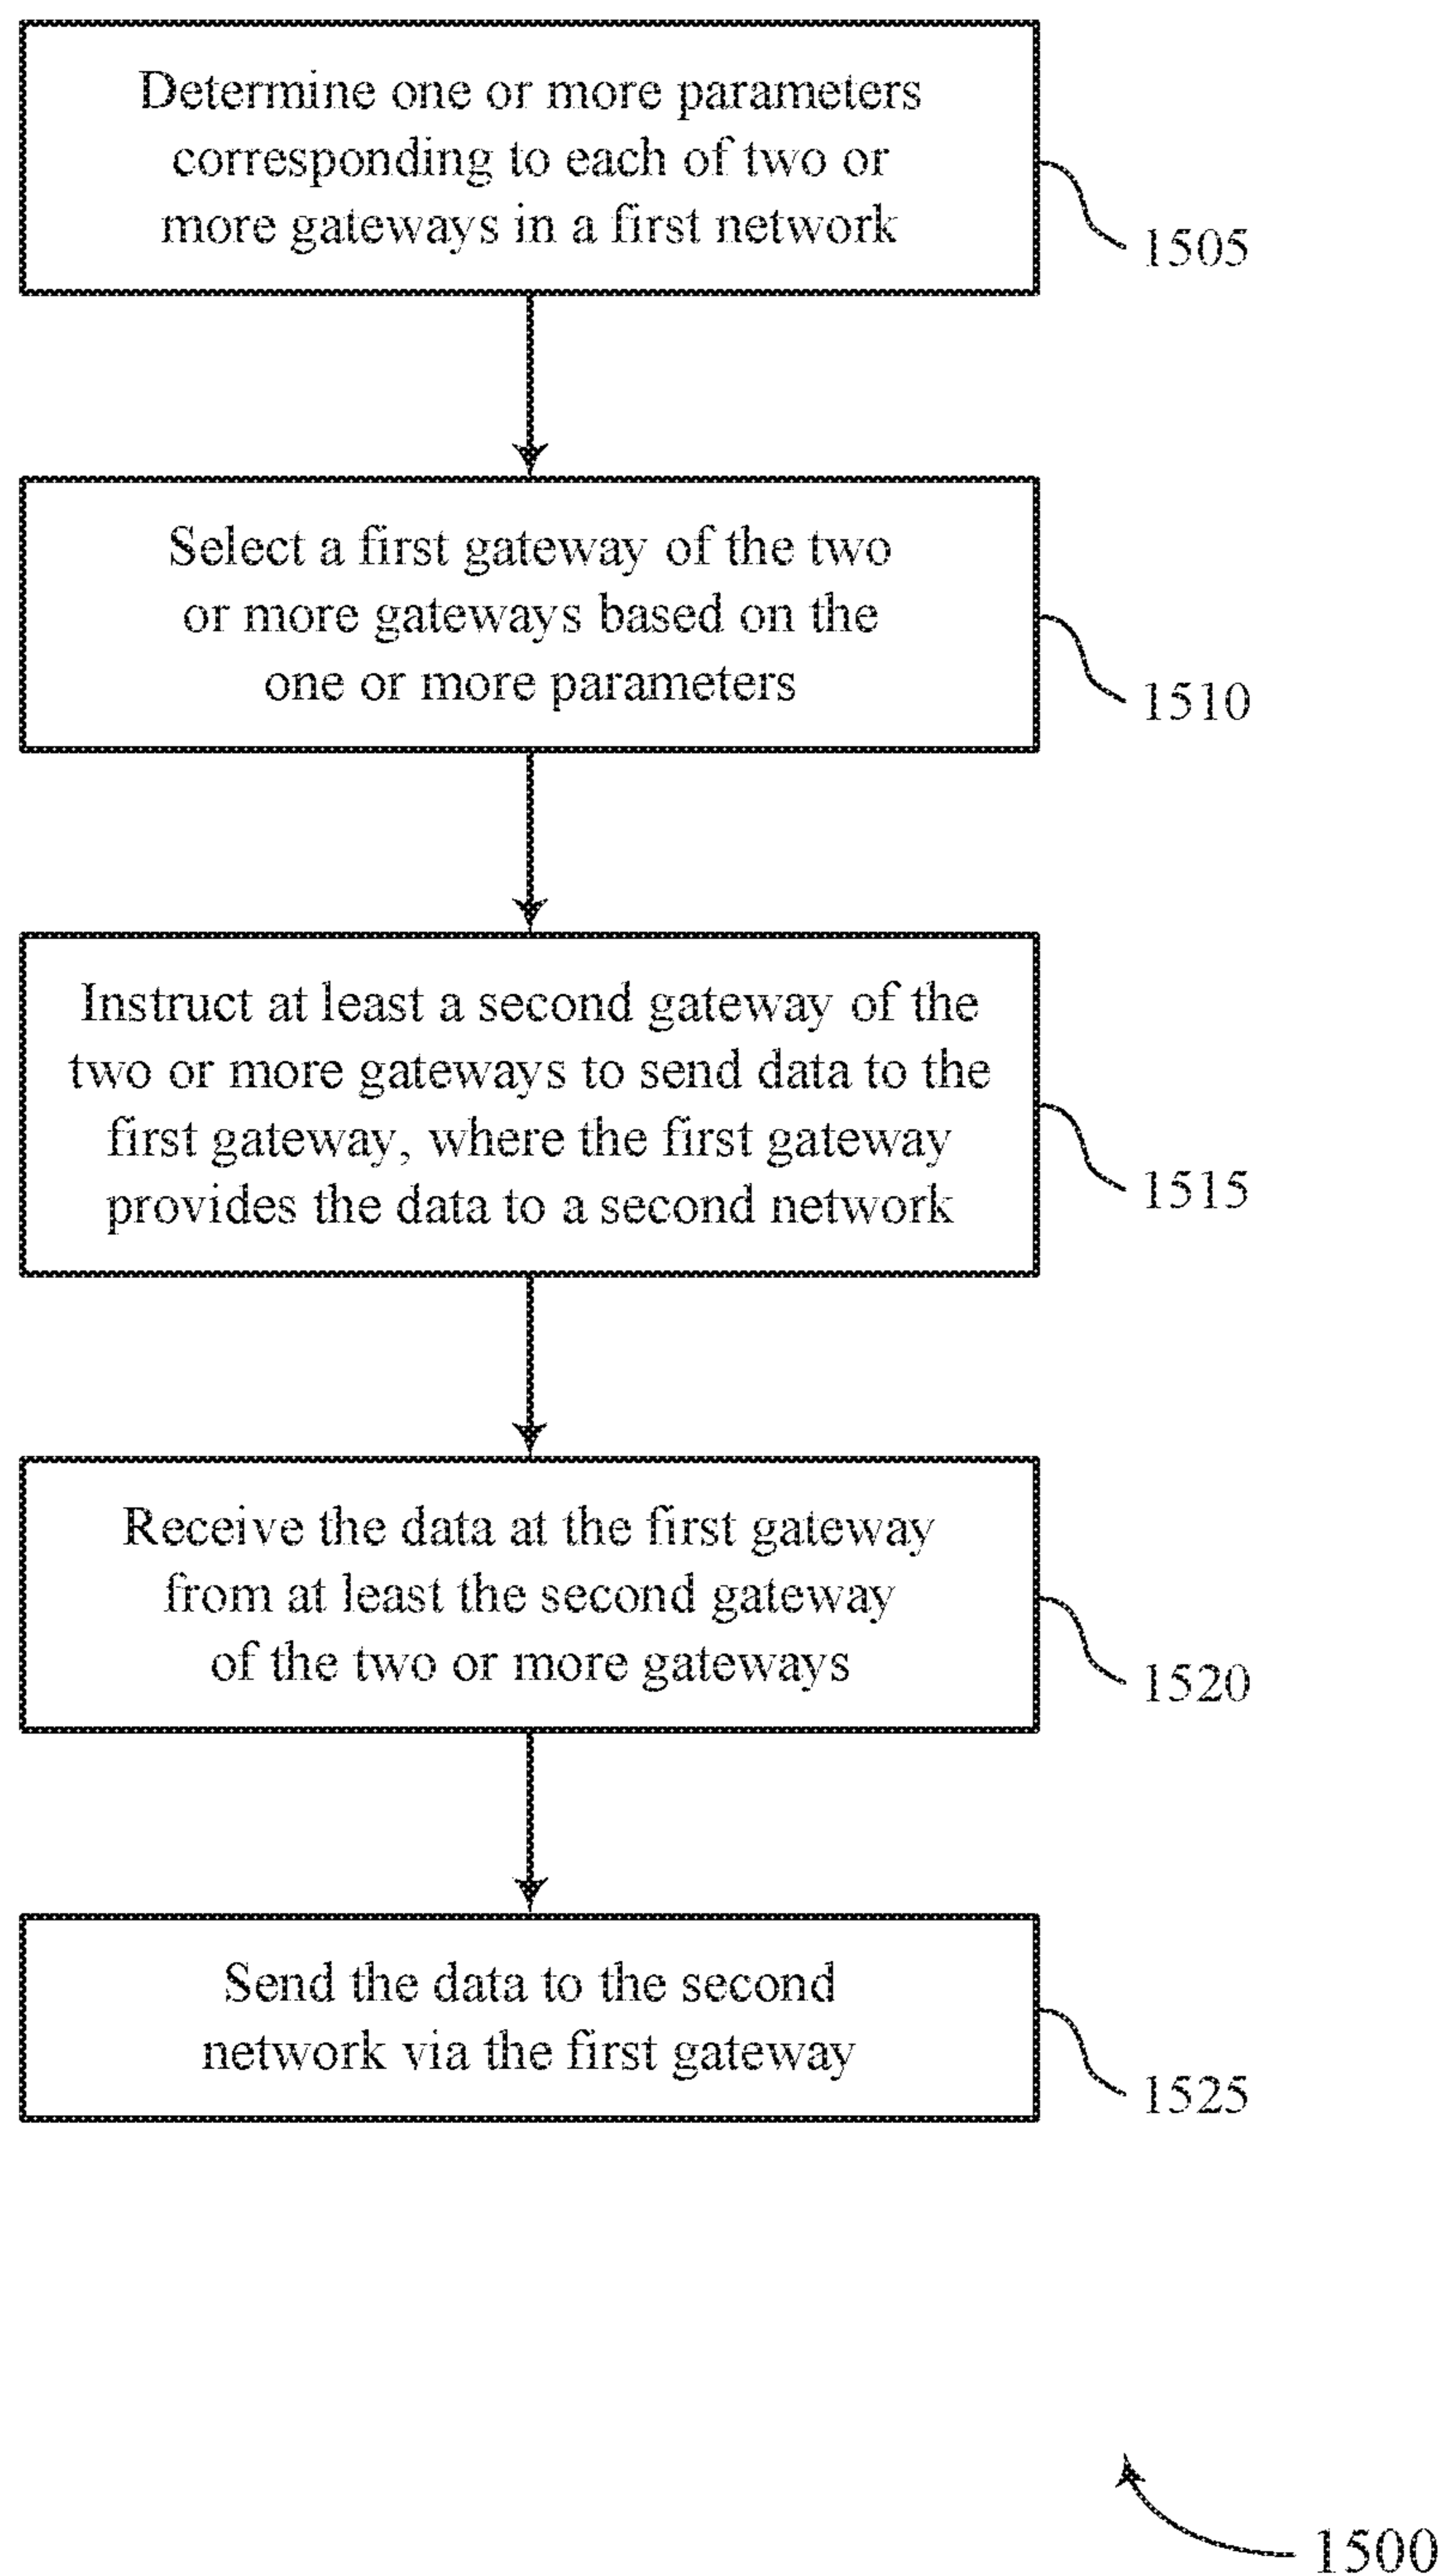 Determine one or more parameters
corresponding to each of two or
more gateways in a first network
1505
Select a first gateway of the two
or more gateways based on the
one or more parameters
1510
Instruct at least a second gateway of the
two or more gateways to send data to the
first gateway, where the first gateway
provides the data to a second network
1515
Receive the data at the first gateway
from at least the second gateway
of the two or more gateways
1520
Send the data to the second
network via the first gateway
1525
1500